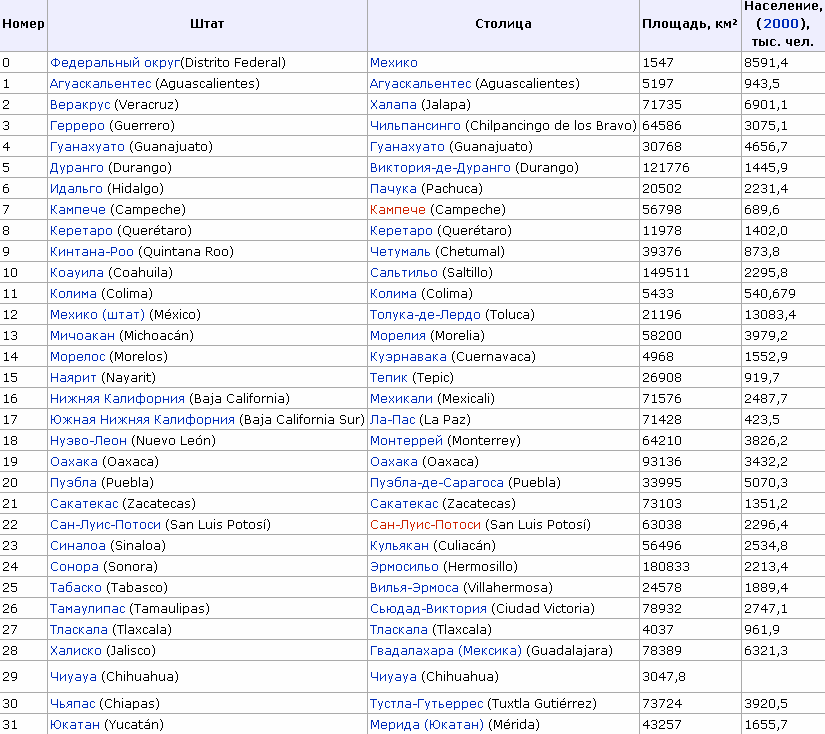 Номер Штат Столица Площадь, км² Население, (2000), тыс. чел.
0 Федеральный округ(Distrito Federal) Мехико 1547 8591,4
1 Агуаскальентес (Aguascalientes) Агуаскальентес (Aguascalientes) 5197 943,5
2 Веракрус (Veracruz) Халапа (Jalapa) 71735 6901,1
3 Герреро (Guerrero) Чильпансинго (Chilpancingo de los Bravo) 64586 3075,1
4 Гуанахуато (Guanajuato) Гуанахуато (Guanajuato) 30768 4656,7
5 Дуранго (Durango) Виктория-де-Дуранго (Durango) 121776 1445,9
6 Идальго (Hidalgo) Пачука (Pachuca) 20502 2231,4
7 Кампече (Campeche) Кампече (Campeche) 56798 689,6
8 Керетаро (Querétaro) Керетаро (Querétaro) 11978 1402,0
9 Кинтана-Роо (Quintana Roo) Четумаль (Chetumal) 39376 873,8
10 Коауила (Coahuila) Сальтильо (Saltillo) 149511 2295,8
11 Колима (Colima) Колима (Colima) 5433 540,679
12 Мехико (штат) (México) Толука-де-Лердо (Toluca) 21196 13083,4
13 Мичоакан (Michoacán) Морелия (Morelia) 58200 3979,2
14 Морелос (Morelos) Куэрнавака (Cuernavaca) 4968 1552,9
15 Наярит (Nayarit) Тепик (Tepic) 26908 919,7
16 Нижняя Калифорния (Baja California) Мехикали (Mexicali) 71576 2487,7
17 Южная Нижняя Калифорния (Baja California Sur) Ла-Пас (La Paz) 71428 423,5
18 Нуэво-Леон (Nuevo León) Монтеррей (Monterrey) 64210 3826,2
19 Оахака (Oaxaca) Оахака (Oaxaca) 93136 3432,2
20 Пуэбла (Puebla) Пуэбла-де-Сарагоса (Puebla) 33995 5070,3
21 Сакатекас (Zacatecas) Сакатекас (Zacatecas) 73103 1351,2
22 Сан-Луис-Потоси (San Luis Potosí) Сан-Луис-Потоси (San Luis Potosí) 63038 2296,4
23 Синалоа (Sinaloa) Кульякан (Culiacán) 56496 2534,8
24 Сонора (Sonora) Эрмосильо (Hermosillo) 180833 2213,4
25 Табаско (Tabasco) Вилья-Эрмоса (Villahermosa) 24578 1889,4
26 Тамаулипас (Tamaulipas) Сьюдад-Виктория (Ciudad Victoria) 78932 2747,1
27 Тласкала (Tlaxcala) Тласкала (Tlaxcala) 4037 961,9
28 Халиско (Jalisco) Гвадалахара (Мексика) (Guadalajara) 78389 6321,3
29 Чиуауа (Chihuahua) Чиуауа (Chihuahua) 3047,8
30 Чьяпас (Chiapas) Тустла-Гутьеррес (Tuxtla Gutiérrez) 73724 3920,5
31 Юкатан (Yucatán) Мерида (Юкатан) (Mérida) 43257 1655,7